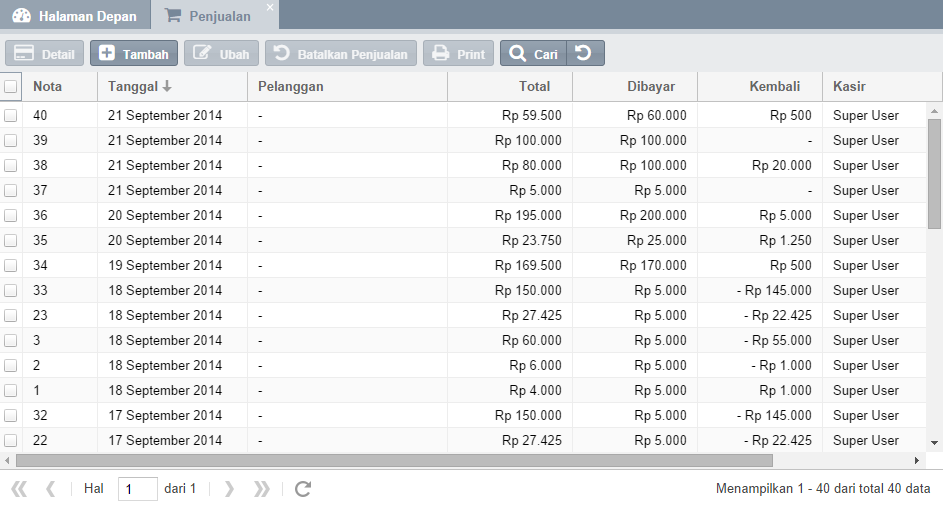 Halaman Depan Penjualan
Detail Tambah Ubah Batalkan Penjualan Print Cari
Nota Tanggal Pelanggan Total Dibayar Kembali Kasir
40 21 September 2014 - Rp 59.500 Rp 60.000 Rp 500 Super User
39 21 September 2014 - Rp 100.000 Rp 100.000 - Super User
38 21 September 2014 - Rp 80.000 Rp 100.000 Rp 20.000 Super User
37 21 September 2014 - Rp 5.000 Rp 5.000 - Super User
36 20 September 2014 - Rp 195.000 Rp 200.000 Rp 5.000 Super User
35 20 September 2014 - Rp 23.750 Rp 25.000 Rp 1.250 Super User
34 19 September 2014 - Rp 169.500 Rp 170.000 Rp 500 Super User
33 18 September 2014 - Rp 150.000 Rp 5.000 - Rp 145.000 Super User
23 18 September 2014 - Rp 27.425 Rp 5.000 - Rp 22.425 Super User
3 18 September 2014 - Rp 60.000 Rp 5.000 - Rp 55.000 Super User
2 18 September 2014 - Rp 6.000 Rp 5.000 - Rp 1.000 Super User
1 18 September 2014 - Rp 4.000 Rp 5.000 Rp 1.000 Super User
32 17 September 2014 - Rp 150.000 Rp 5.000 - Rp 145.000 Super User
22 17 September 2014 - Rp 27.425 Rp 5.000 - Rp 22.425 Super User
Hal 1 dari 1 Menampilkan 1 - 40 dari total 40 data